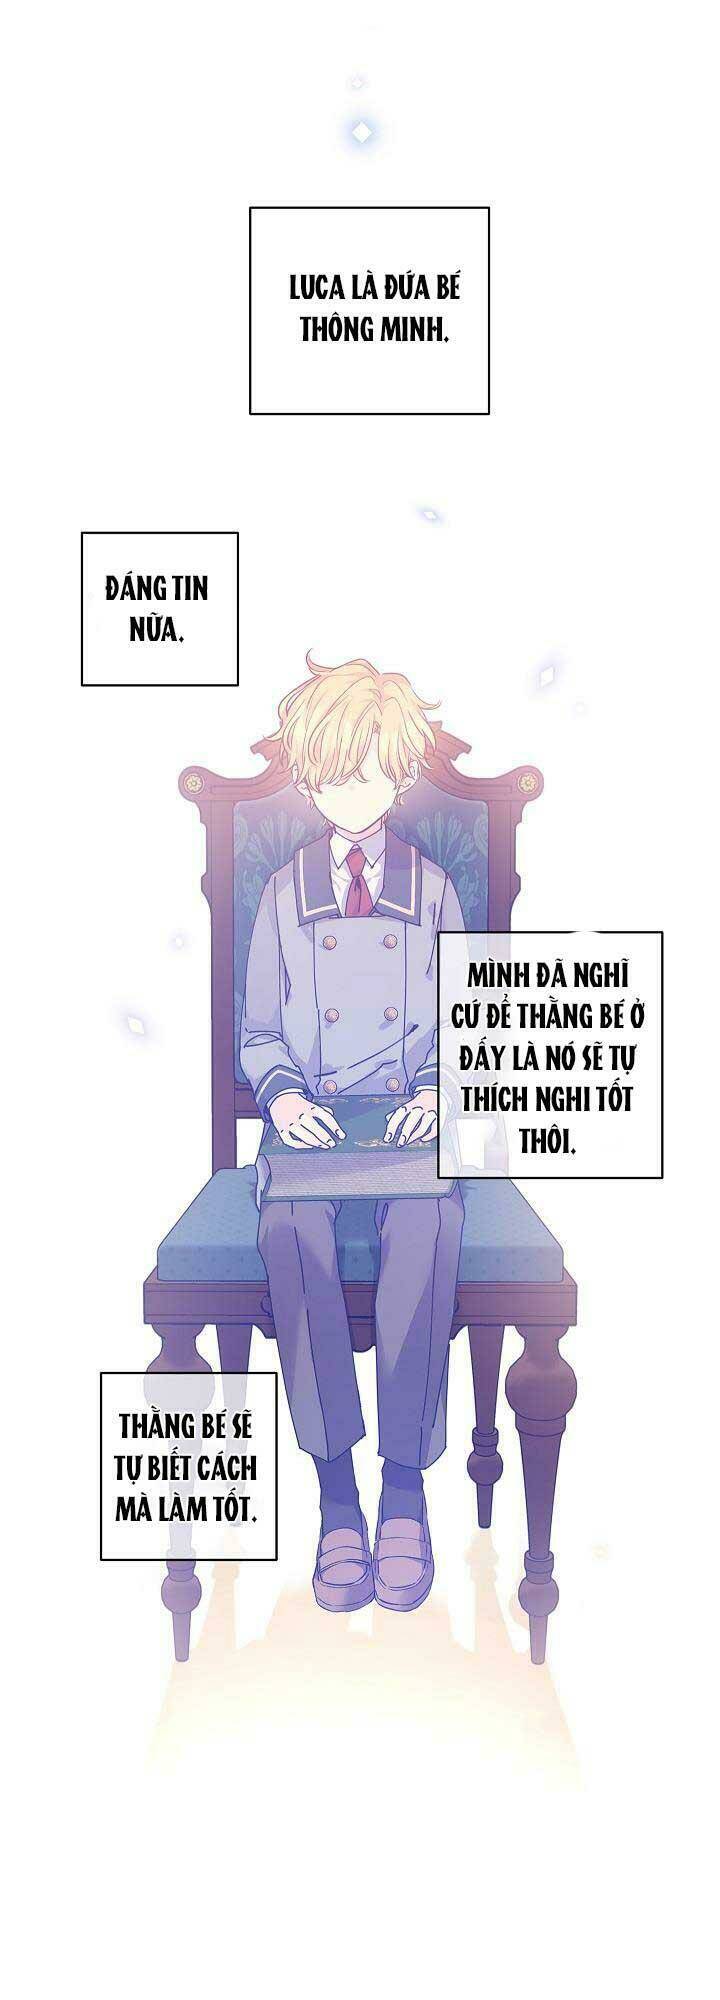 LUCA LÀ ĐỨA BÉ
THÔNG MINH.
ĐÁNG TIN
NỮA.
MÌNH ĐÃ NGHĨ
CỨ ĐỂ THẰNG BÉ Ở
ĐẤY LÀ NÓ SẼ TỰ
THÍCH NGHI TỐT
THÔI.
THẰNG BÉ SẼ
TỰ BIẾT CÁCH
MÀ LÀM TỐT.